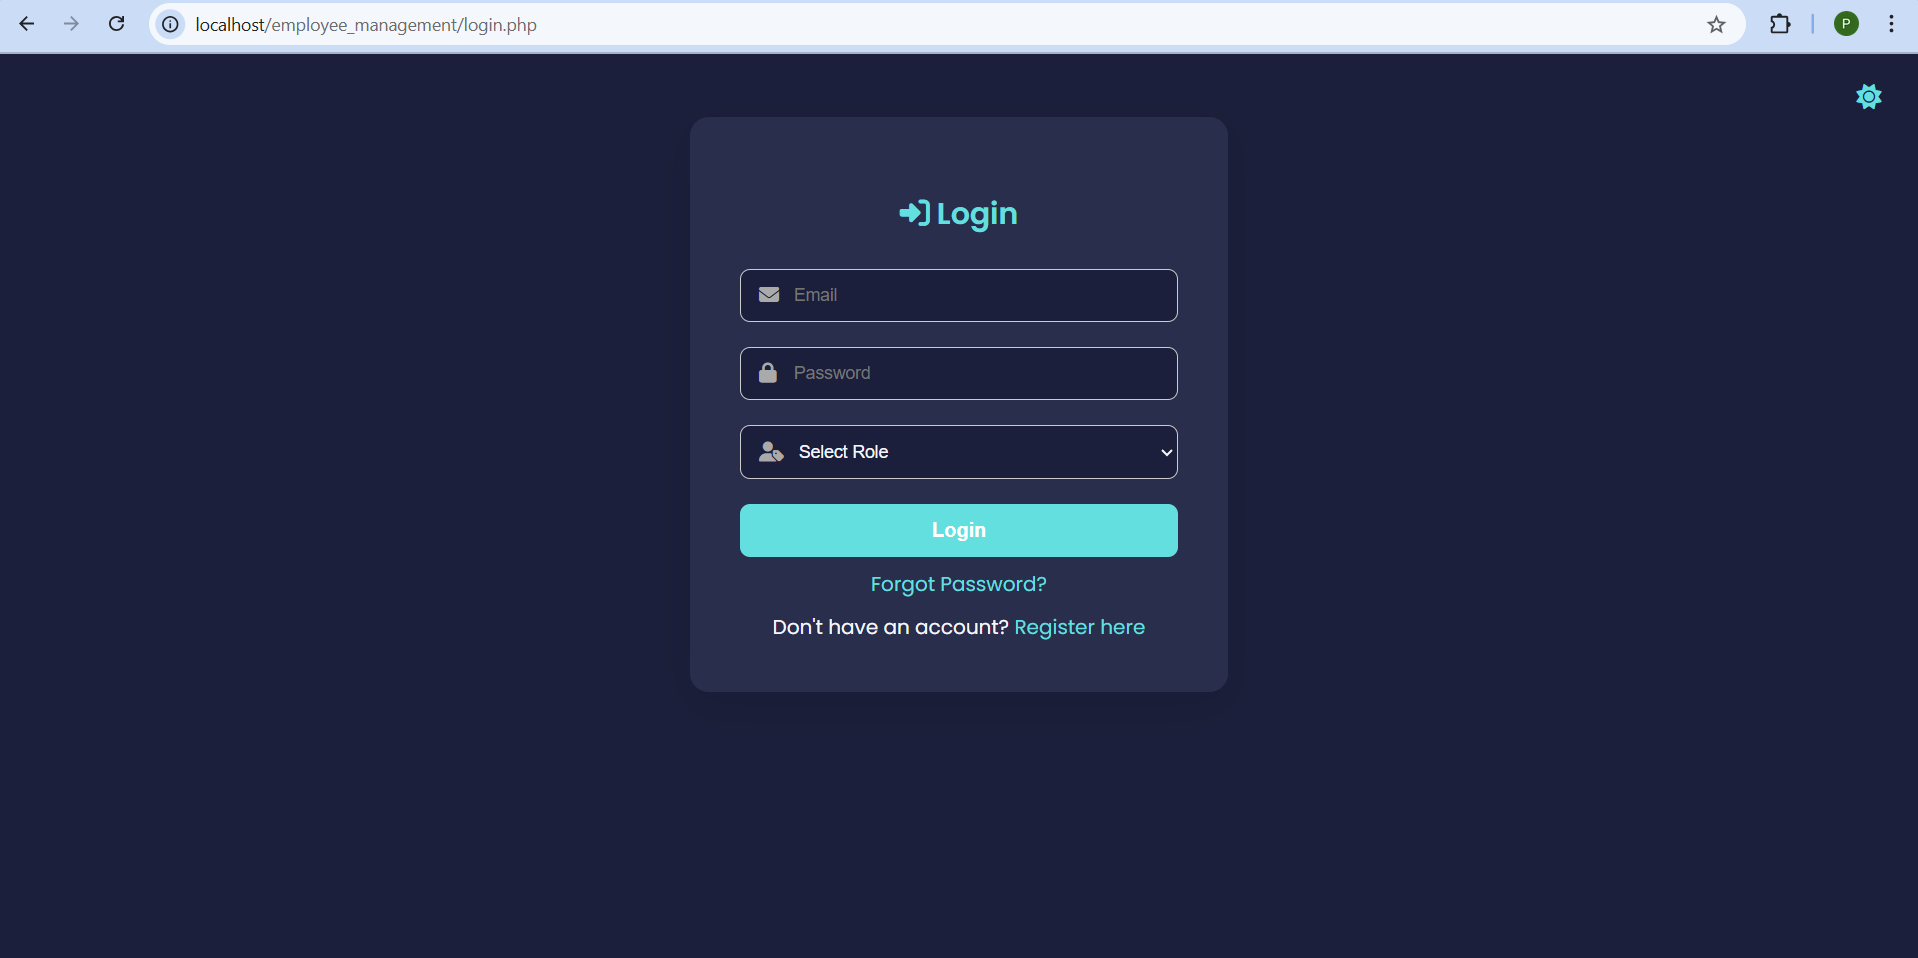 localhost/employee_management/login.php
P
Login
Email
Password
Select Role
Login
Forgot Password?
Don't have an account? Register here